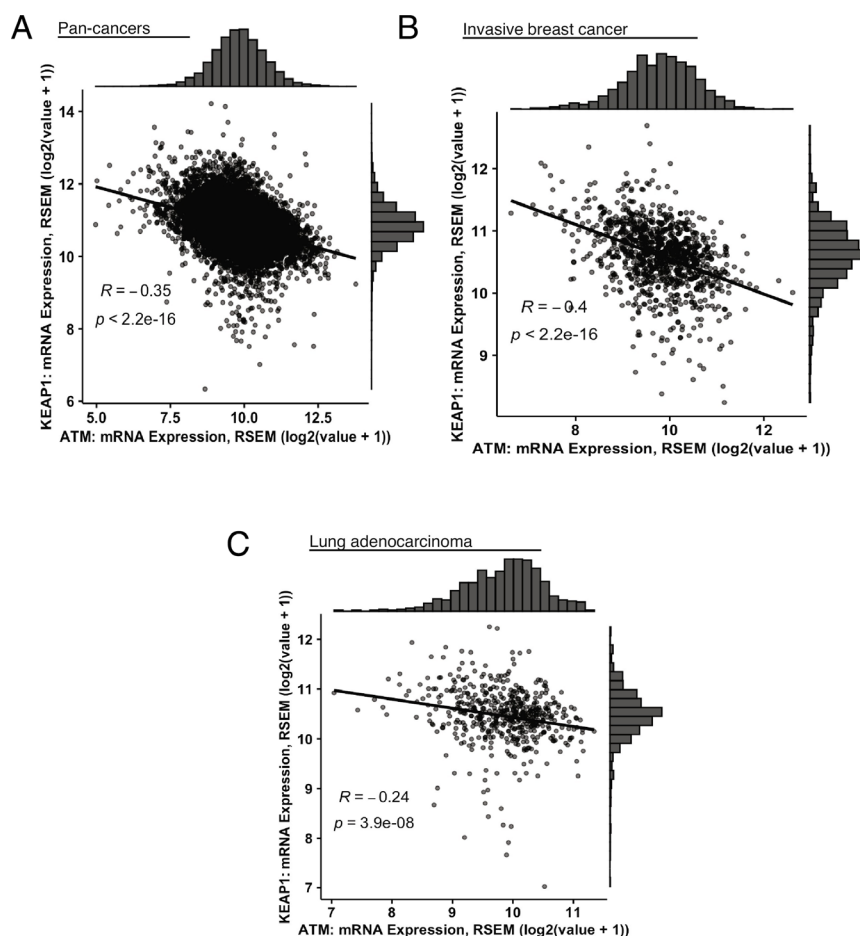 A
Pan-cancers
KEAP1: mRNA Expression, RSEM (log2(value + 1))
14
12
10
8
6
R = −0.35
p < 2.2e-16
5.0 7.5 10.0 12.5
ATM: mRNA Expression, RSEM (log2(value + 1))
B
Invasive breast cancer
KEAP1: mRNA Expression, RSEM (log2(value + 1))
12
11
10
9
R = −0.4
p < 2.2e-16
8 10 12
ATM: mRNA Expression, RSEM (log2(value + 1))
C
Lung adenocarcinoma
KEAP1: mRNA Expression, RSEM (log2(value + 1))
12
11
10
9
8
7
R = −0.24
p = 3.9e-08
7 8 9 10 11
ATM: mRNA Expression, RSEM (log2(value + 1))